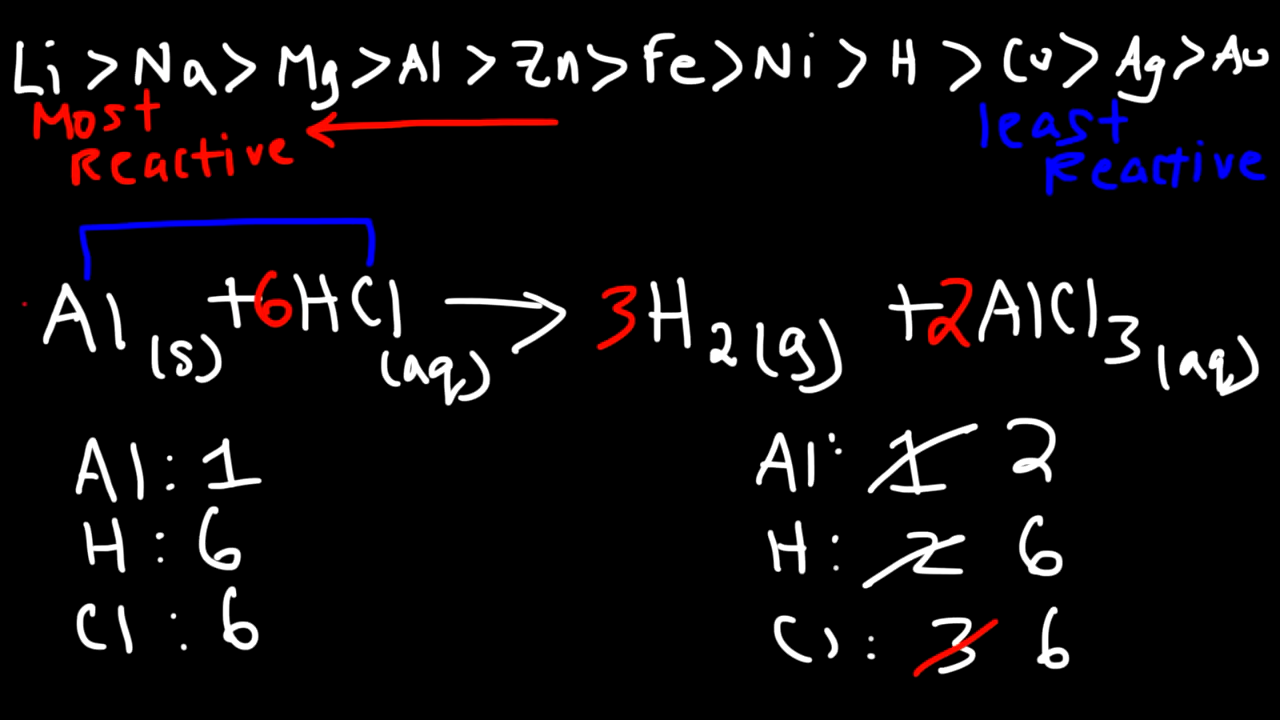 Li > Na > Mg > Al > Zn > Fe > Ni > H > Cu > Ag > Au
Most Reactive
least Reactive
Al (s) + 6HCl (aq) → 3H2(g) + 2AlCl3(aq)
Al : 1
H : 6
Cl : 6
Al : 1 2
H : 2 6
Cl : 3 6